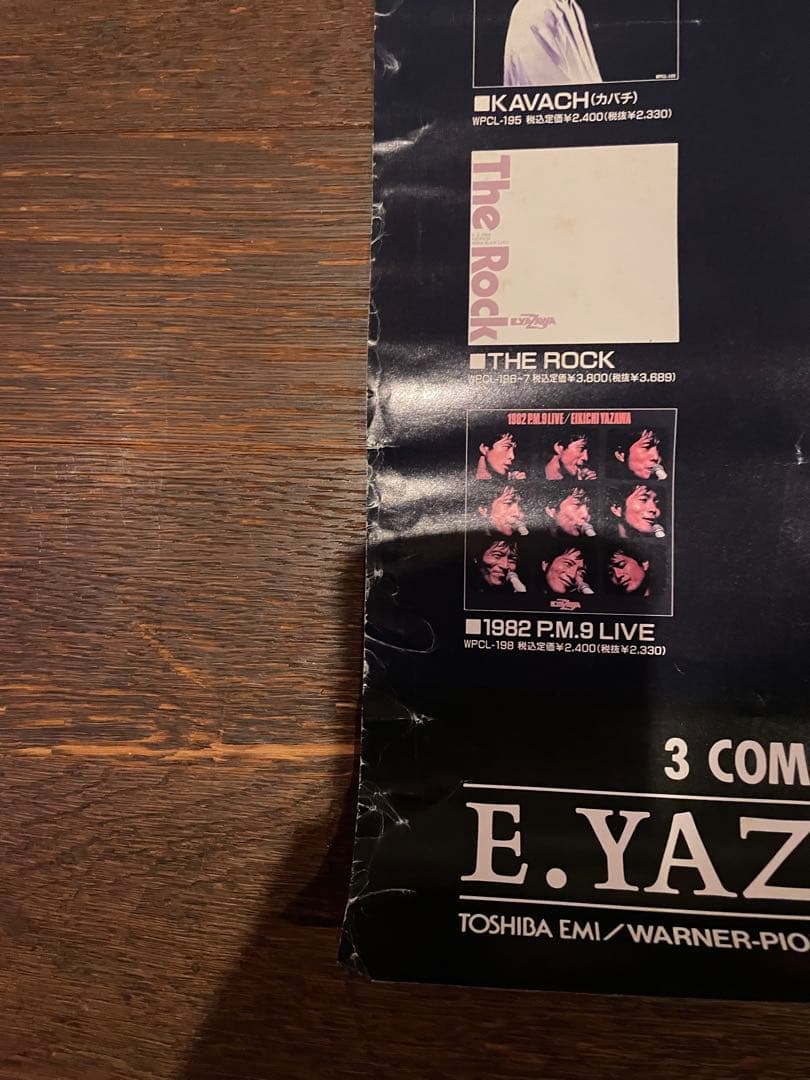 ■KAVACH(カバチ)
WPCL-195 税込定価¥2.400(税抜¥2.330)
The Rock
E.YAZAWA
■THE ROCK
WPCL-196~7 税込定価¥3.800(税抜¥3.689)
1982 P.M.9 LIVE/EIKICHI YAZAWA
E.YAZAWA
■1982 P.M.9 LIVE
WPCL-198 税込定価¥2.400(税抜¥2.330)
3 COM
E.YAZ
TOSHIBA EMI/WARNER-PIO